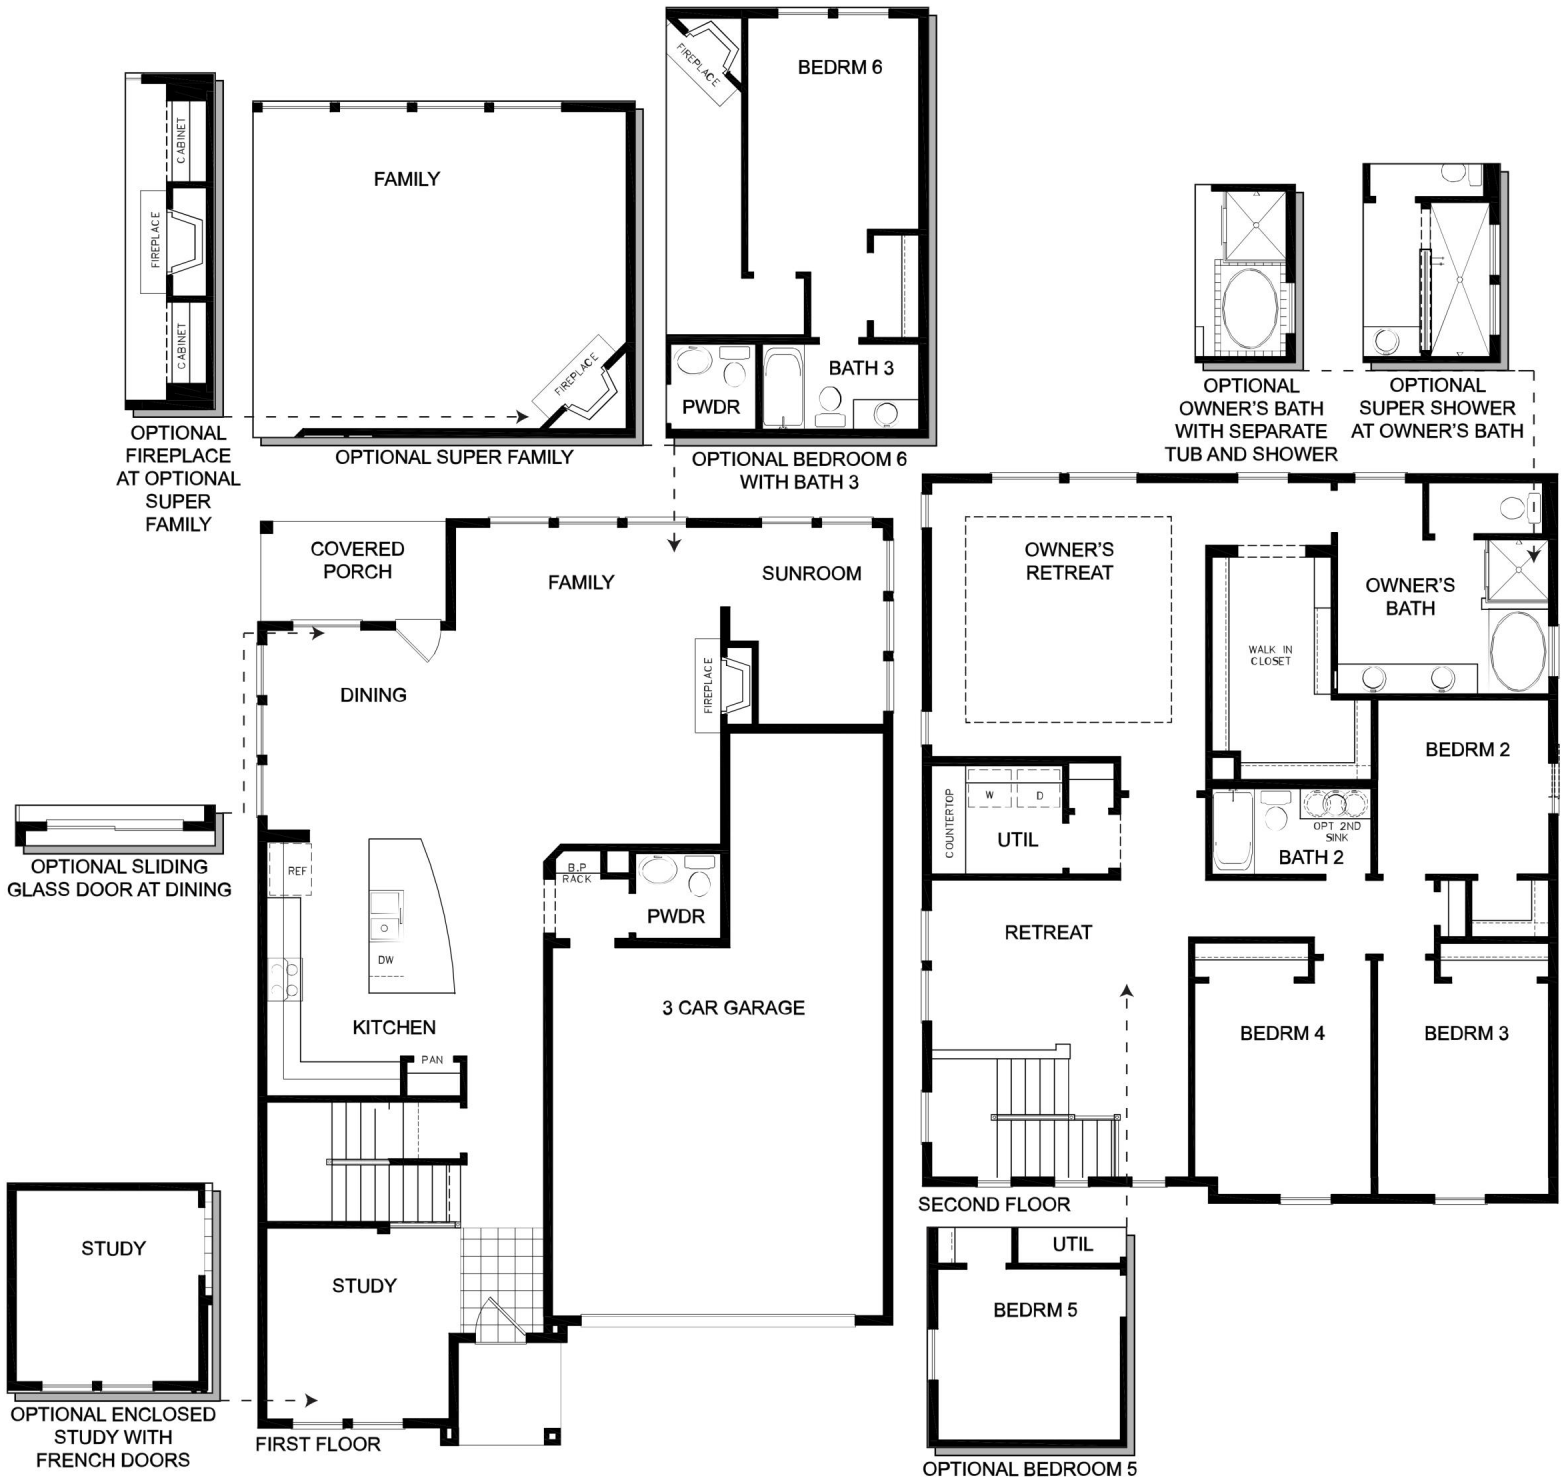 BEDRM 6
FIREPLACE
BATH 3
PWDR
OPTIONAL BEDROOM 6
WITH BATH 3
CABINET
FIREPLACE
CABINET
OPTIONAL
FIREPLACE
AT OPTIONAL
SUPER
FAMILY
FAMILY
FIREPLACE
OPTIONAL SUPER FAMILY
OPTIONAL
OWNER'S BATH
WITH SEPARATE
TUB AND SHOWER
OPTIONAL
SUPER SHOWER
AT OWNER'S BATH
COVERED
PORCH
FAMILY
SUNROOM
DINING
FIREPLACE
OPTIONAL SLIDING
GLASS DOOR AT DINING
REF
B.P
RACK
PWDR
DW
3 CAR GARAGE
KITCHEN
PAN
STUDY
FIRST FLOOR
STUDY
OPTIONAL ENCLOSED
STUDY WITH
FRENCH DOORS
OWNER'S
RETREAT
OWNER'S
BATH
WALK IN
CLOSET
BEDRM 2
COUNTERTOP
W
D
UTIL
OPT 2ND
SINK
BATH 2
RETREAT
BEDRM 4
BEDRM 3
SECOND FLOOR
UTIL
BEDRM 5
OPTIONAL BEDROOM 5